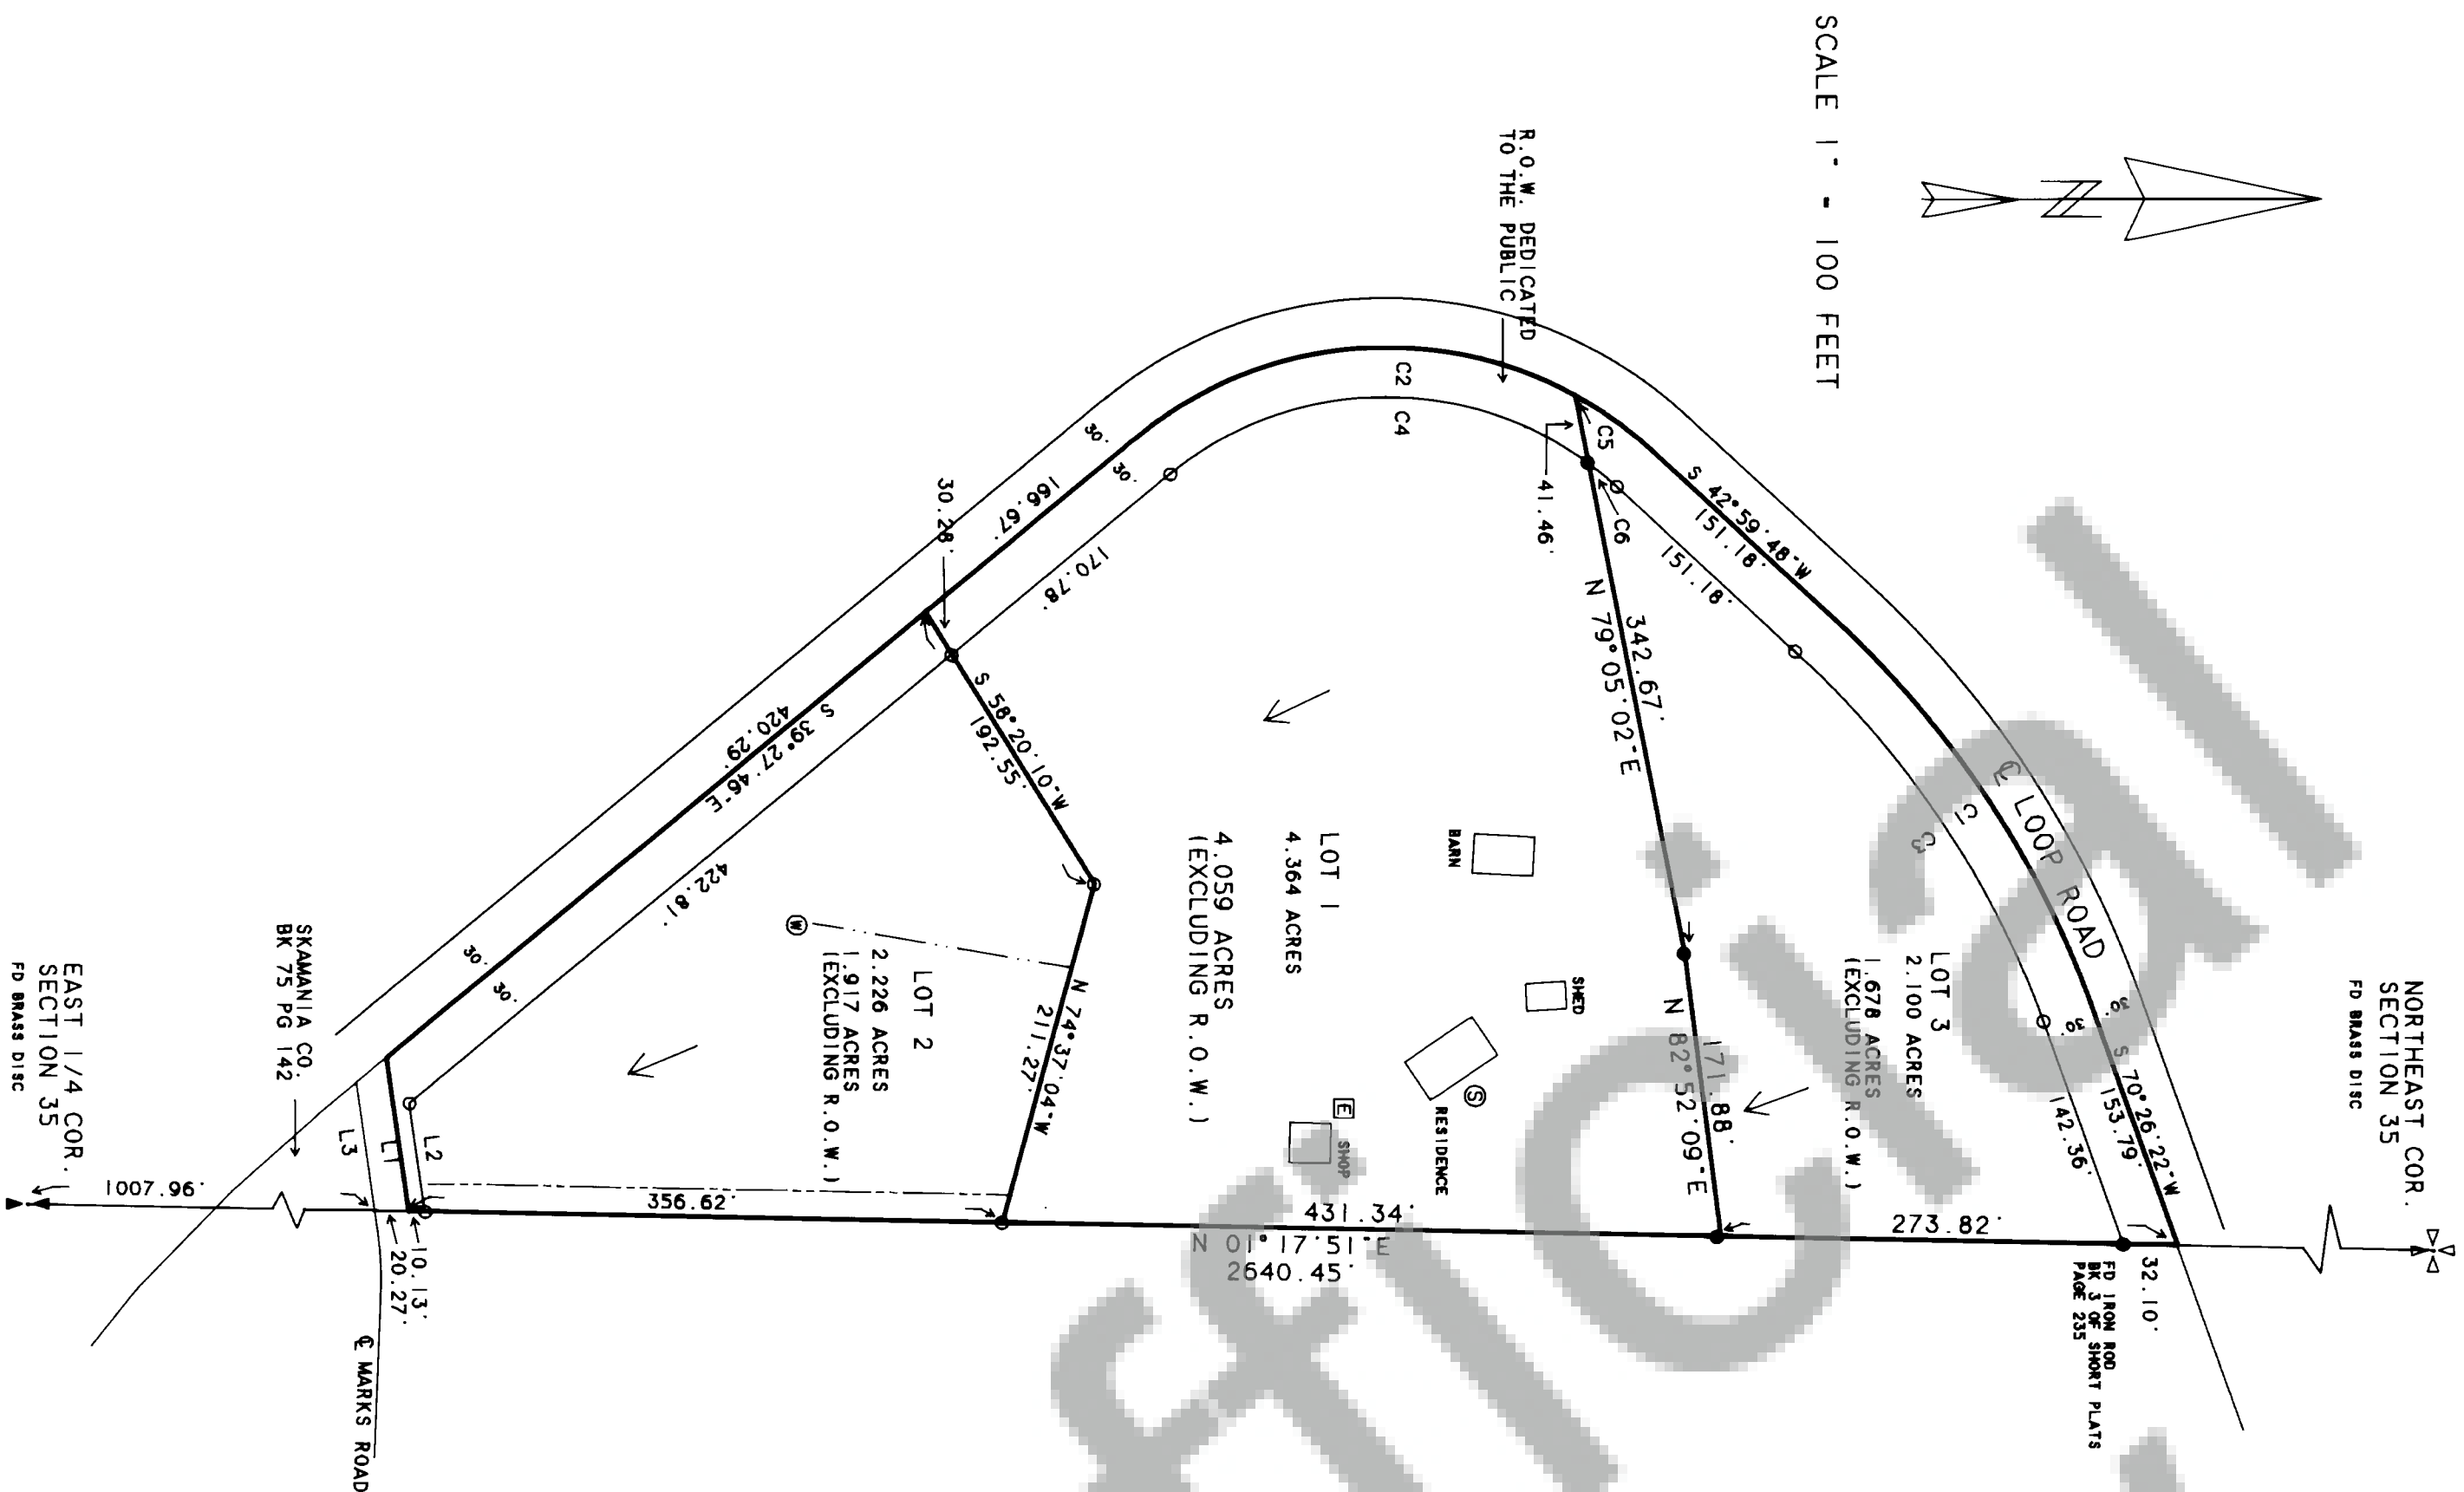 SCALE 1" = 100 FEET
N
NORTHEAST COR.
SECTION 35
FD BRASS DISC
32.10'
FD IRON ROD
BK 3 OF SHORT PLATS
PAGE 235
S 70°26'22"W
153.79'
142.36'
30'
30'
℄ LOOP ROAD
C1
C3
LOT 3
2.100 ACRES
1.678 ACRES
(EXCLUDING R.O.W.)
273.82'
S 42°59'48"W
151.18'
151.18'
C6
C5
41.46'
342.67'
N 79°05'02"E
171.88'
N 82°52'09"E
R.O.W. DEDICATED
TO THE PUBLIC
C2
C4
BARN
SHED
S
RESIDENCE
E
SHOP
LOT 1
4.364 ACRES
4.059 ACRES
(EXCLUDING R.O.W.)
431.34'
N 01°17'51"E
2640.45'
30'
30'
166.67'
170.78'
30.28'
S 58°20'10"W
192.55'
N 74°37'04"W
211.27'
W
LOT 2
2.226 ACRES
1.917 ACRES
(EXCLUDING R.O.W.)
356.62'
S 39°27'46"E
420.29'
422.81'
30'
30'
L2
L1
L3
10.13'
20.27'
℄ MARKS ROAD
SKAMANIA CO.
BK 75 PG 142
1007.96'
EAST 1/4 COR.
SECTION 35
FD BRASS DISC